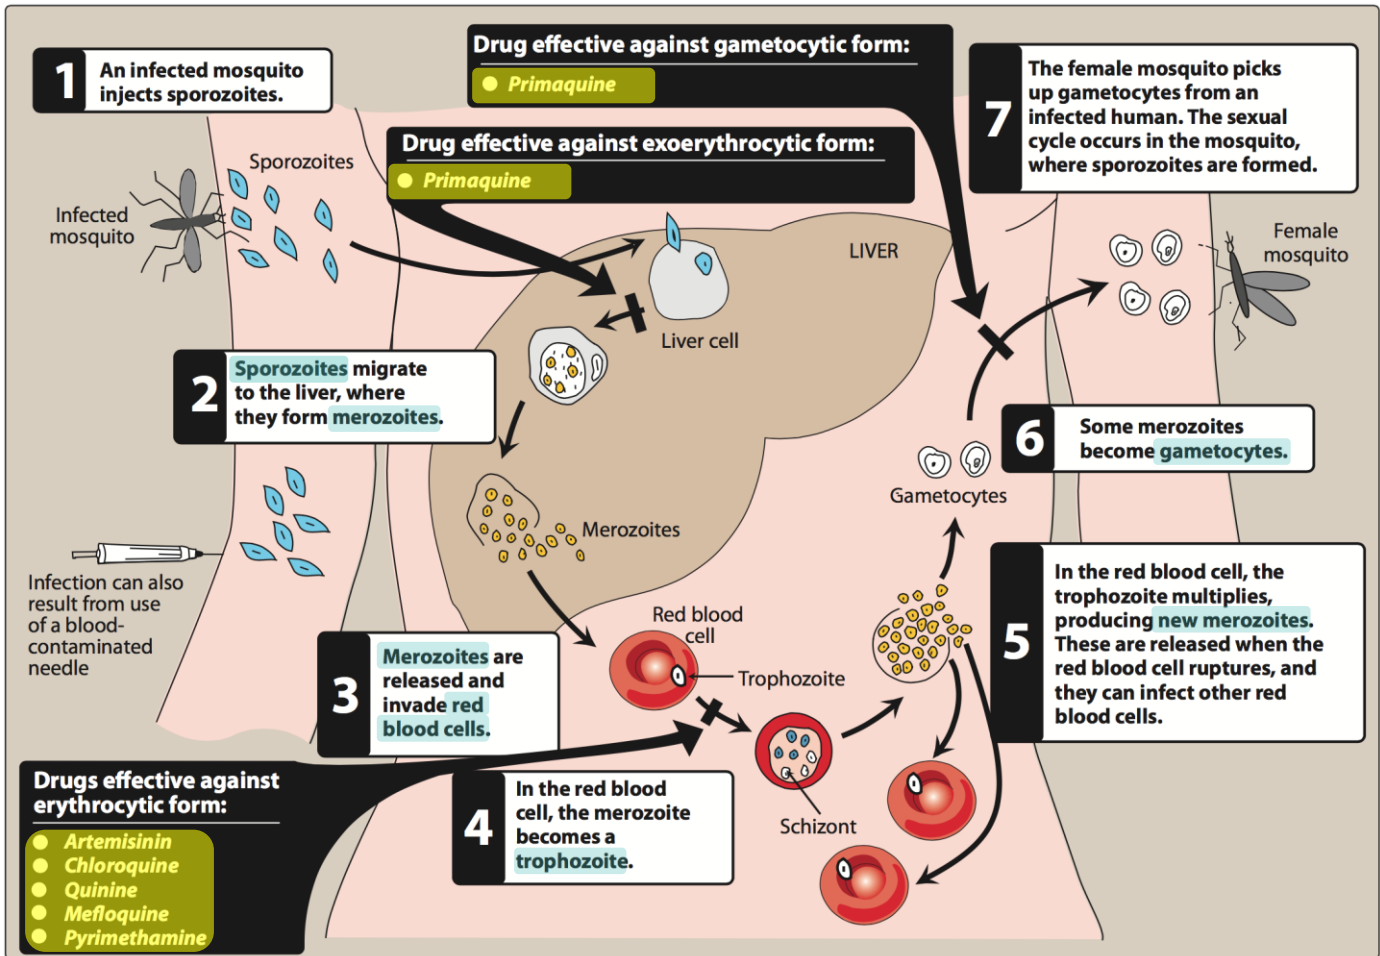 Drug effective against gametocytic form:
Primaquine
1
An infected mosquito
injects sporozoites.
7
The female mosquito picks
up gametocytes from an
infected human. The sexual
cycle occurs in the mosquito,
where sporozoites are formed.
Drug effective against exoerythrocytic form:
Primaquine
Sporozoites
Infected
mosquito
LIVER
Female
mosquito
Liver cell
2
Sporozoites migrate
to the liver, where
they form merozoites.
6
Some merozoites
become gametocytes.
Gametocytes
Merozoites
Infection can also
result from use
of a blood-
contaminated
needle
5
In the red blood cell, the
trophozoite multiplies,
producing new merozoites.
These are released when the
red blood cell ruptures, and
they can infect other red
blood cells.
Red blood
cell
Trophozoite
3
Merozoites are
released and
invade red
blood cells.
Drugs effective against
erythrocytic form:
Artemisinin
Chloroquine
Quinine
Mefloquine
Pyrimethamine
4
In the red blood
cell, the merozoite
becomes a
trophozoite.
Schizont